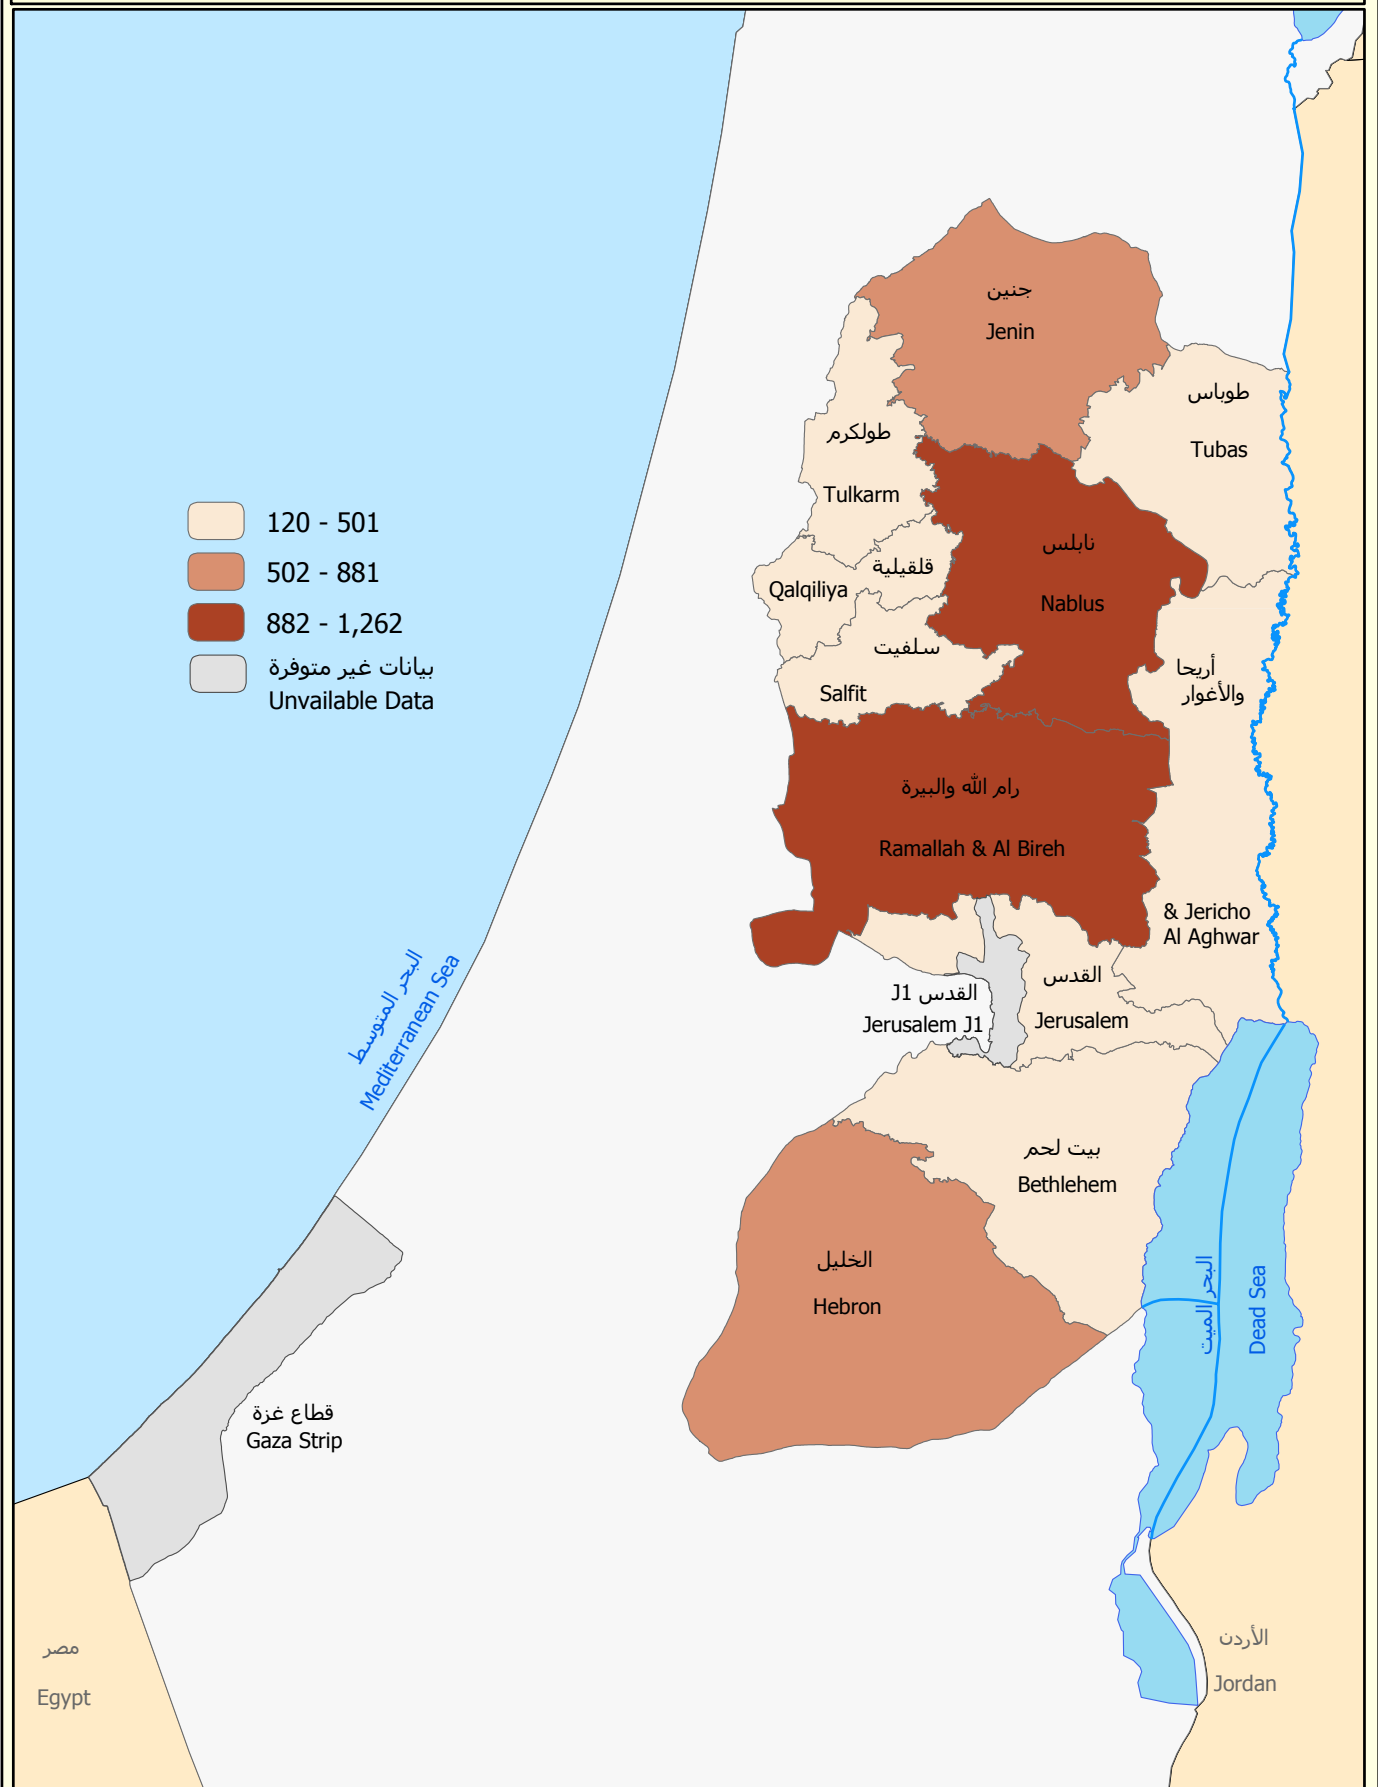 جنين
Jenin
طوباس
Tubas
طولكرم
Tulkarm
120 - 501
502 - 881
882 - 1,262
بيانات غير متوفرة
Unvailable Data
نابلس
Nablus
قلقيلية
Qalqiliya
سلفيت
Salfit
أريحا
والأغوار
رام الله والبيرة
Ramallah & Al Bireh
& Jericho
Al Aghwar
القدس
Jerusalem
القدس J1
Jerusalem J1
البحر المتوسط
Mediterranean Sea
بيت لحم
Bethlehem
الخليل
Hebron
البحر الميت
Dead Sea
قطاع غزة
Gaza Strip
مصر
Egypt
الأردن
Jordan